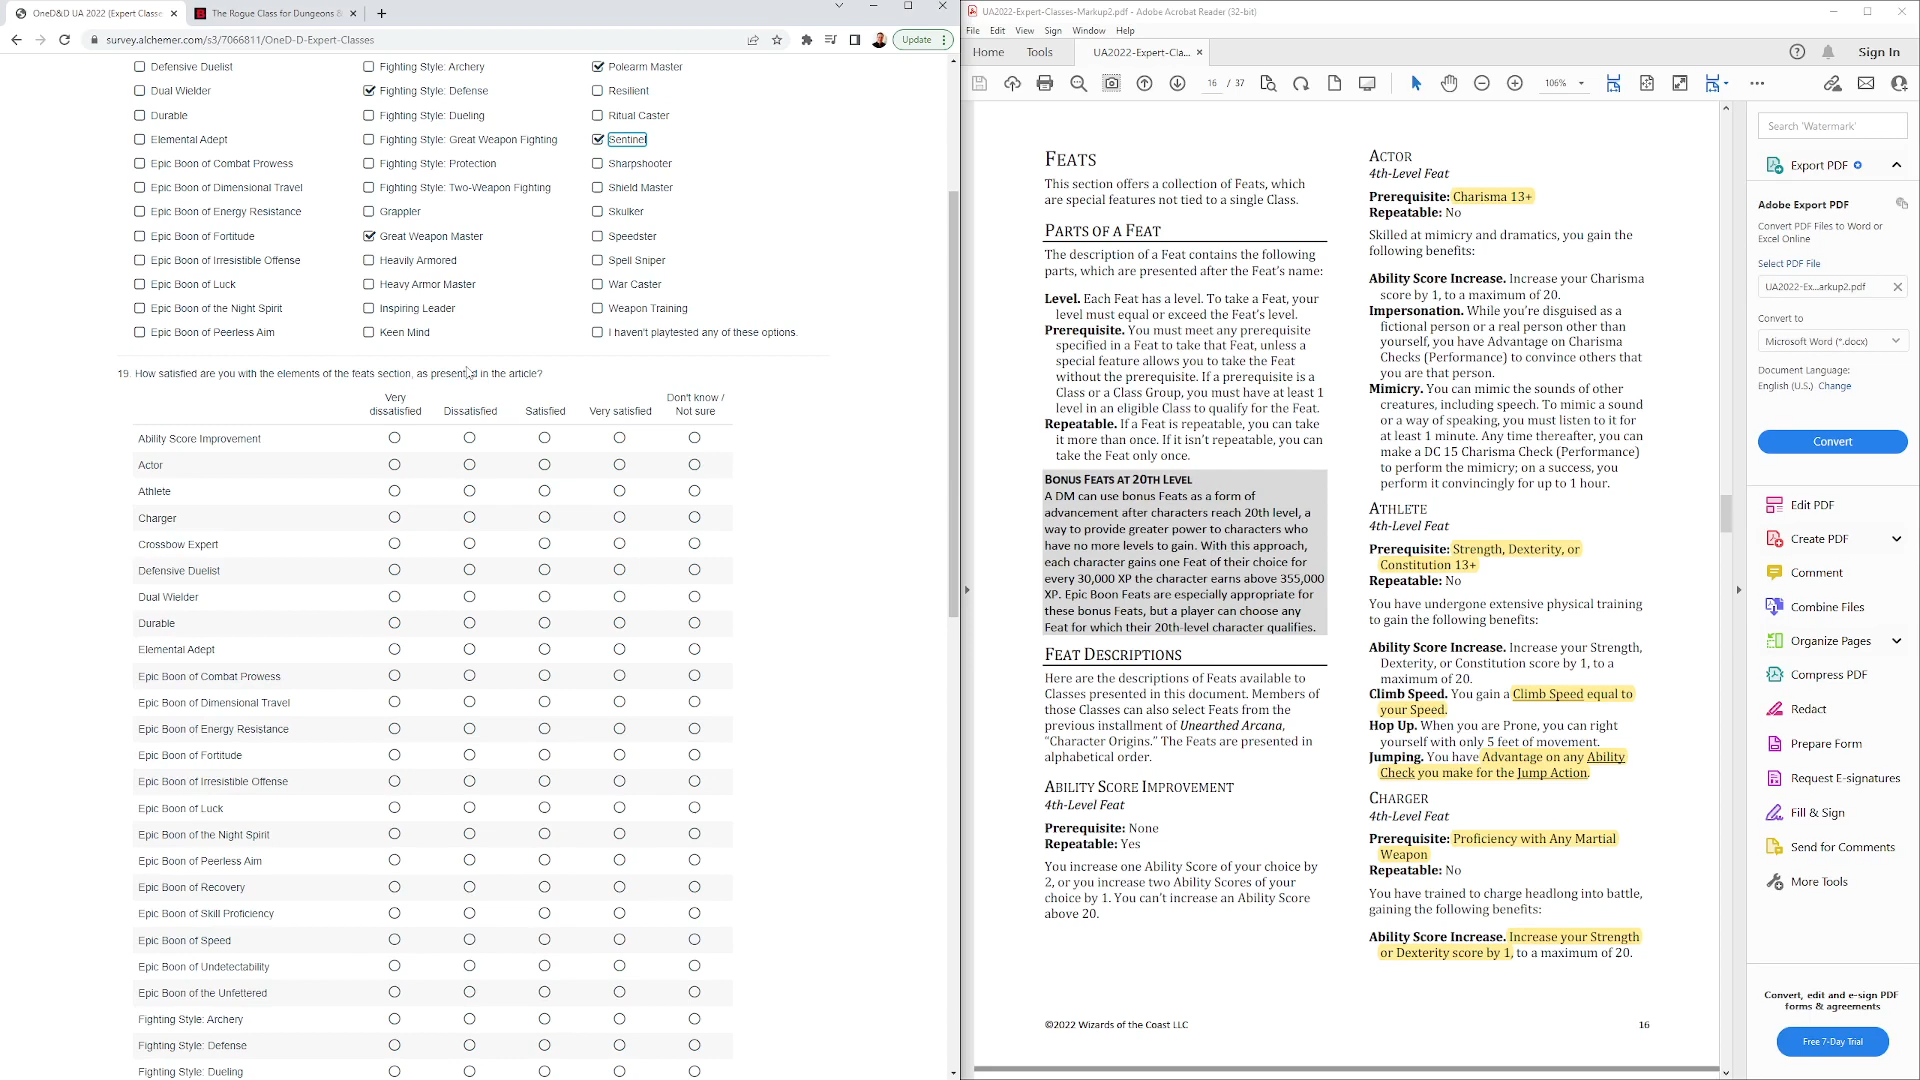 OneD&D UA 2022 (Expert Classe
The Rogue Class for Dungeons &
survey.alchemer.com/s3/7066811/OneD-D-Expert-Classes
Update
Defensive Duelist
Fighting Style: Archery
Polearm Master
Dual Wielder
Fighting Style: Defense
Resilient
Durable
Fighting Style: Dueling
Ritual Caster
Elemental Adept
Fighting Style: Great Weapon Fighting
Sentinel
Epic Boon of Combat Prowess
Fighting Style: Protection
Sharpshooter
Epic Boon of Dimensional Travel
Fighting Style: Two-Weapon Fighting
Shield Master
Epic Boon of Energy Resistance
Grappler
Skulker
Epic Boon of Fortitude
Great Weapon Master
Speedster
Epic Boon of Irresistible Offense
Heavily Armored
Spell Sniper
Epic Boon of Luck
Heavy Armor Master
War Caster
Epic Boon of the Night Spirit
Inspiring Leader
Weapon Training
Epic Boon of Peerless Aim
Keen Mind
I haven't playtested any of these options.
19. How satisfied are you with the elements of the feats section, as presented in the article?
Very dissatisfied
Dissatisfied
Satisfied
Very satisfied
Don't know / Not sure
Ability Score Improvement
Actor
Athlete
Charger
Crossbow Expert
Defensive Duelist
Dual Wielder
Durable
Elemental Adept
Epic Boon of Combat Prowess
Epic Boon of Dimensional Travel
Epic Boon of Energy Resistance
Epic Boon of Fortitude
Epic Boon of Irresistible Offense
Epic Boon of Luck
Epic Boon of the Night Spirit
Epic Boon of Peerless Aim
Epic Boon of Recovery
Epic Boon of Skill Proficiency
Epic Boon of Speed
Epic Boon of Undetectability
Epic Boon of the Unfettered
Fighting Style: Archery
Fighting Style: Defense
Fighting Style: Dueling
UA2022-Expert-Classes-Markup2.pdf - Adobe Acrobat Reader (32-bit)
File Edit View Sign Window Help
Home
Tools
UA2022-Expert-Cla...
Sign In
16 / 37
106%
FEATS
This section offers a collection of Feats, which
are special features not tied to a single Class.
PARTS OF A FEAT
The description of a Feat contains the following
parts, which are presented after the Feat's name:
Level. Each Feat has a level. To take a Feat, your
level must equal or exceed the Feat's level.
Prerequisite. You must meet any prerequisite
specified in a Feat to take that Feat, unless a
special feature allows you to take the Feat
without the prerequisite. If a prerequisite is a
Class or a Class Group, you must have at least 1
level in an eligible Class to qualify for the Feat.
Repeatable. If a Feat is repeatable, you can take
it more than once. If it isn't repeatable, you can
take the Feat only once.
BONUS FEATS AT 20TH LEVEL
A DM can use bonus Feats as a form of
advancement after characters reach 20th level, a
way to provide greater power to characters who
have no more levels to gain. With this approach,
each character gains one Feat of their choice for
every 30,000 XP the character earns above 355,000
XP. Epic Boon Feats are especially appropriate for
these bonus Feats, but a player can choose any
Feat for which their 20th-level character qualifies.
FEAT DESCRIPTIONS
Here are the descriptions of Feats available to
Classes presented in this document. Members of
those Classes can also select Feats from the
previous installment of Unearthed Arcana,
“Character Origins.” The Feats are presented in
alphabetical order.
ABILITY SCORE IMPROVEMENT
4th-Level Feat
Prerequisite: None
Repeatable: Yes
You increase one Ability Score of your choice by
2, or you increase two Ability Scores of your
choice by 1. You can't increase an Ability Score
above 20.
ACTOR
4th-Level Feat
Prerequisite: Charisma 13+
Repeatable: No
Skilled at mimicry and dramatics, you gain the
following benefits:
Ability Score Increase. Increase your Charisma
score by 1, to a maximum of 20.
Impersonation. While you're disguised as a
fictional person or a real person other than
yourself, you have Advantage on Charisma
Checks (Performance) to convince others that
you are that person.
Mimicry. You can mimic the sounds of other
creatures, including speech. To mimic a sound
or a way of speaking, you must listen to it for
at least 1 minute. Any time thereafter, you can
make a DC 15 Charisma Check (Performance)
to perform the mimicry; on a success, you
perform it convincingly for up to 1 hour.
ATHLETE
4th-Level Feat
Prerequisite: Strength, Dexterity, or
Constitution 13+
Repeatable: No
You have undergone extensive physical training
to gain the following benefits:
Ability Score Increase. Increase your Strength,
Dexterity, or Constitution score by 1, to a
maximum of 20.
Climb Speed. You gain a Climb Speed equal to
your Speed.
Hop Up. When you are Prone, you can right
yourself with only 5 feet of movement.
Jumping. You have Advantage on any Ability
Check you make for the Jump Action.
CHARGER
4th-Level Feat
Prerequisite: Proficiency with Any Martial
Weapon
Repeatable: No
You have trained to charge headlong into battle,
gaining the following benefits:
Ability Score Increase. Increase your Strength
or Dexterity score by 1, to a maximum of 20.
©2022 Wizards of the Coast LLC
16
Search 'Watermark'
Export PDF
Adobe Export PDF
Convert PDF Files to Word or
Excel Online
Select PDF File
UA2022-Ex...arkup2.pdf
Convert to
Microsoft Word (*.docx)
Document Language:
English (U.S.) Change
Convert
Edit PDF
Create PDF
Comment
Combine Files
Organize Pages
Compress PDF
Redact
Prepare Form
Request E-signatures
Fill & Sign
Send for Comments
More Tools
Convert, edit and e-sign PDF
forms & agreements
Free 7-Day Trial